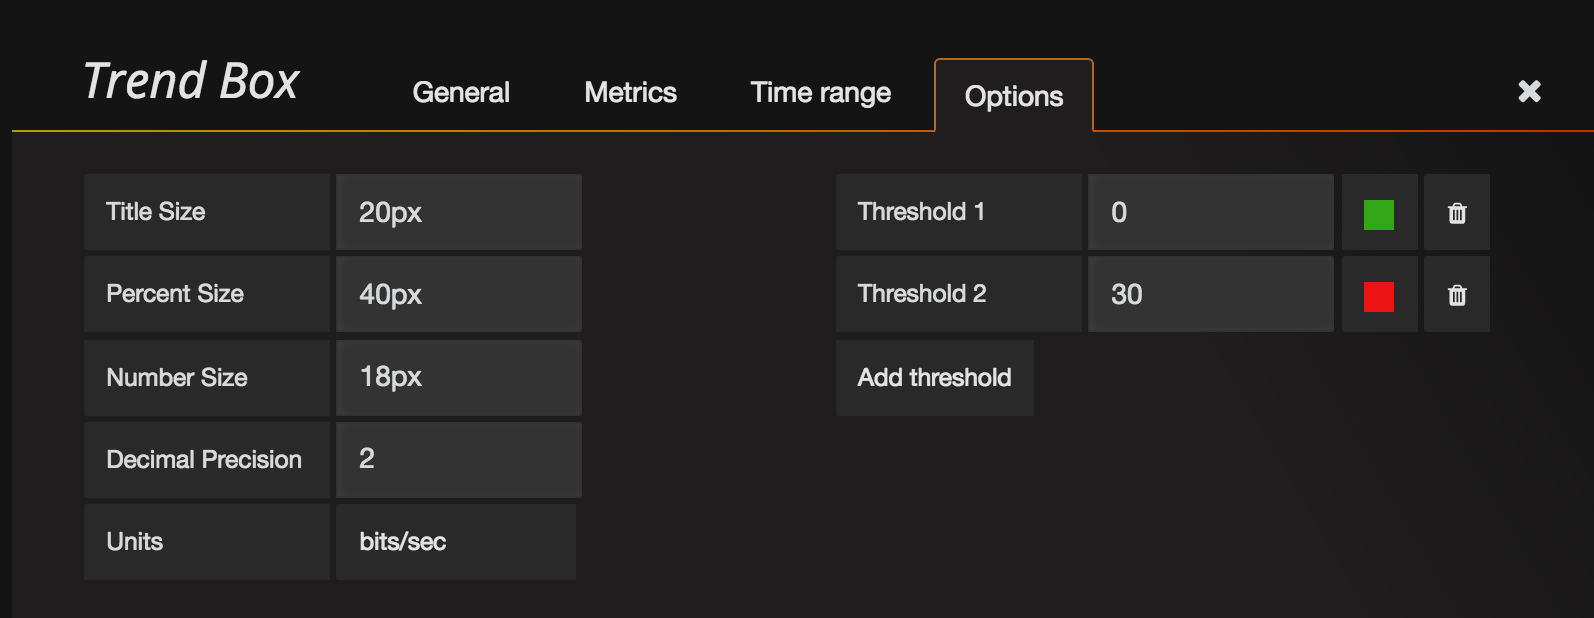 Trend Box
General
Metrics
Time range
Options
Title Size
20px
Percent Size
40px
Number Size
18px
Decimal Precision
2
Units
bits/sec
Threshold 1
0
Threshold 2
30
Add threshold